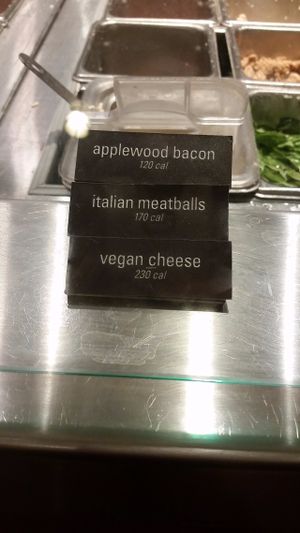 applewood bacon
120 cal
italian meatballs
170 cal
vegan cheese
230 cal